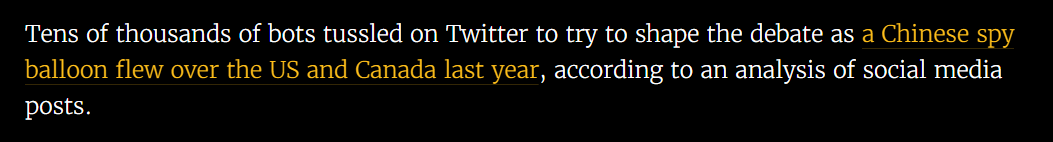 Tens of thousands of bots tussled on Twitter to try to shape the debate as a Chinese spy
balloon flew over the US and Canada last year, according to an analysis of social media
posts.